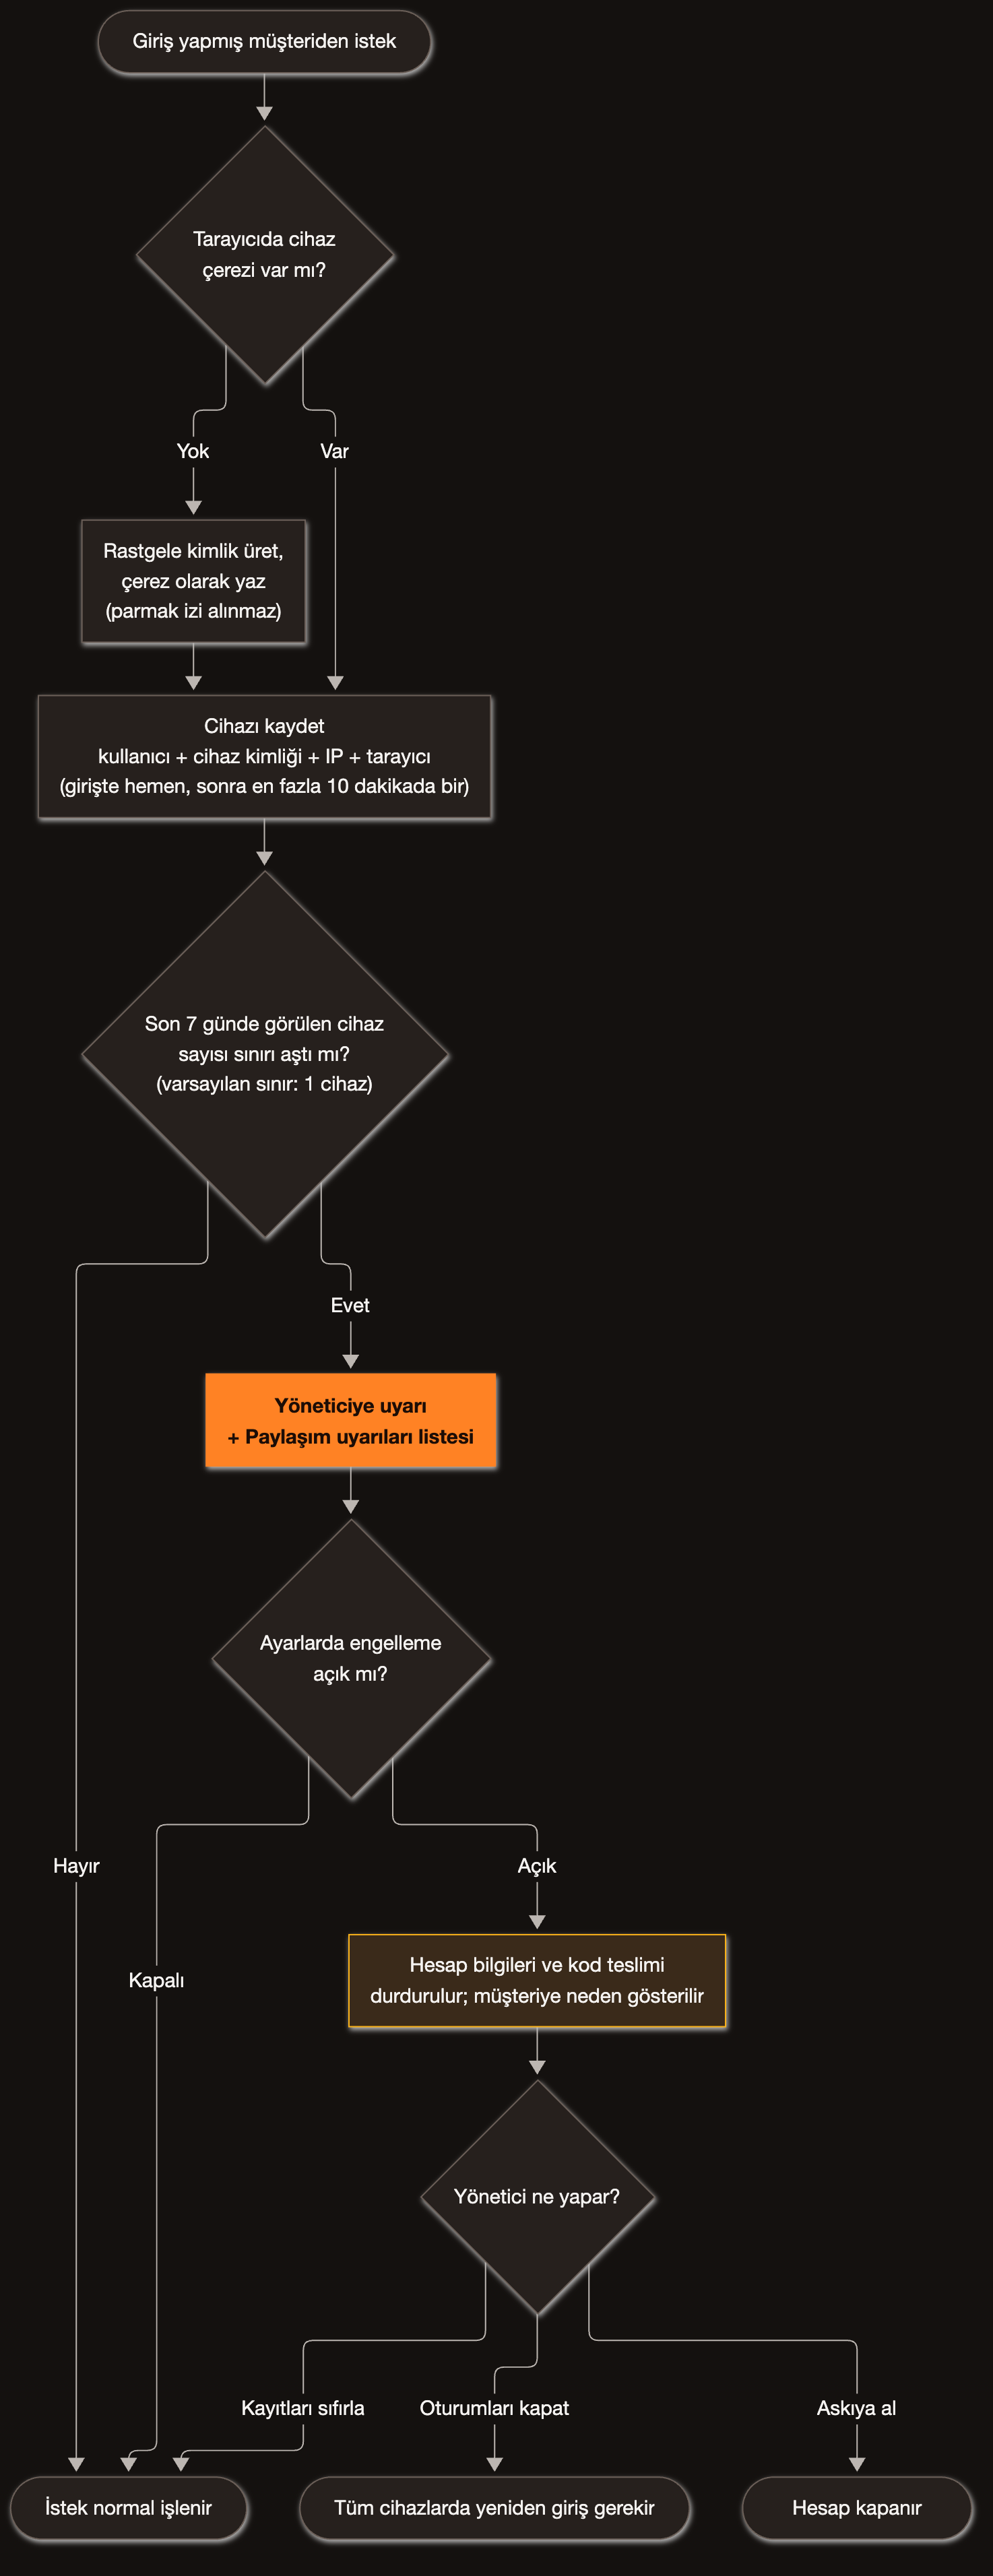 Giriş yapmış müşteriden istek
Tarayıcıda cihaz
çerezi var mı?
Yok
Var
Rastgele kimlik üret,
çerez olarak yaz
(parmak izi alınmaz)
Cihazı kaydet
kullanıcı + cihaz kimliği + IP + tarayıcı
(girişte hemen, sonra en fazla 10 dakikada bir)
Son 7 günde görülen cihaz
sayısı sınırı aştı mı?
(varsayılan sınır: 1 cihaz)
Evet
Yöneticiye uyarı
+ Paylaşım uyarıları listesi
Ayarlarda engelleme
açık mı?
Hayır
Açık
Hesap bilgileri ve kod teslimi
durdurulur; müşteriye neden gösterilir
Kapalı
Yönetici ne yapar?
Kayıtları sıfırla
Oturumları kapat
Askıya al
İstek normal işlenir
Tüm cihazlarda yeniden giriş gerekir
Hesap kapanır